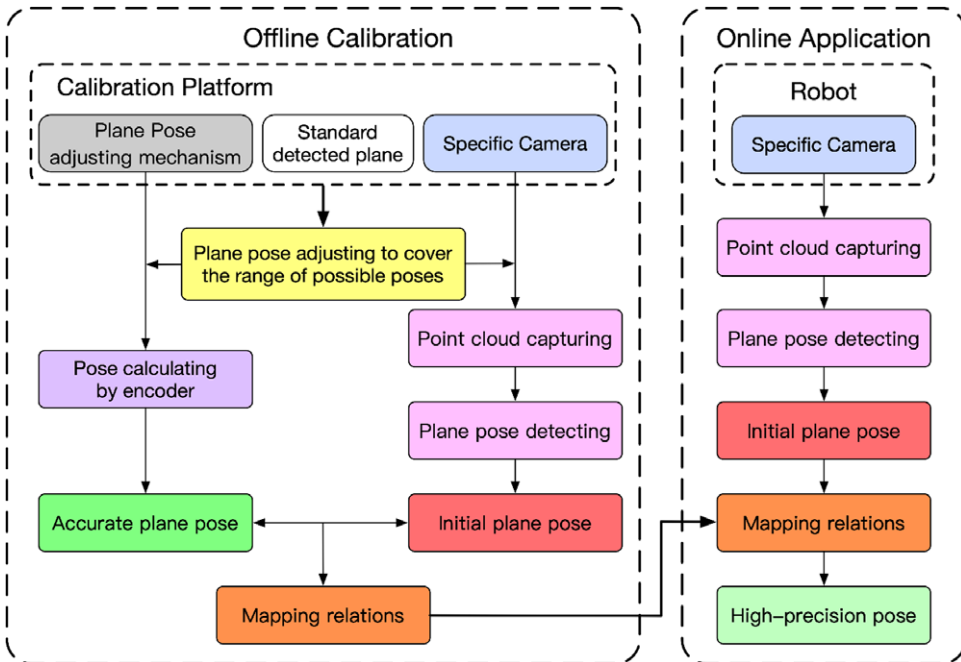 Offline Calibration
Calibration Platform
Plane Pose
adjusting mechanism
Standard
detected plane
Specific Camera
Plane pose adjusting to cover
the range of possible poses
Point cloud capturing
Pose calculating
by encoder
Plane pose detecting
Accurate plane pose
Initial plane pose
Mapping relations
Online Application
Robot
Specific Camera
Point cloud capturing
Plane pose detecting
Initial plane pose
Mapping relations
High-precision pose